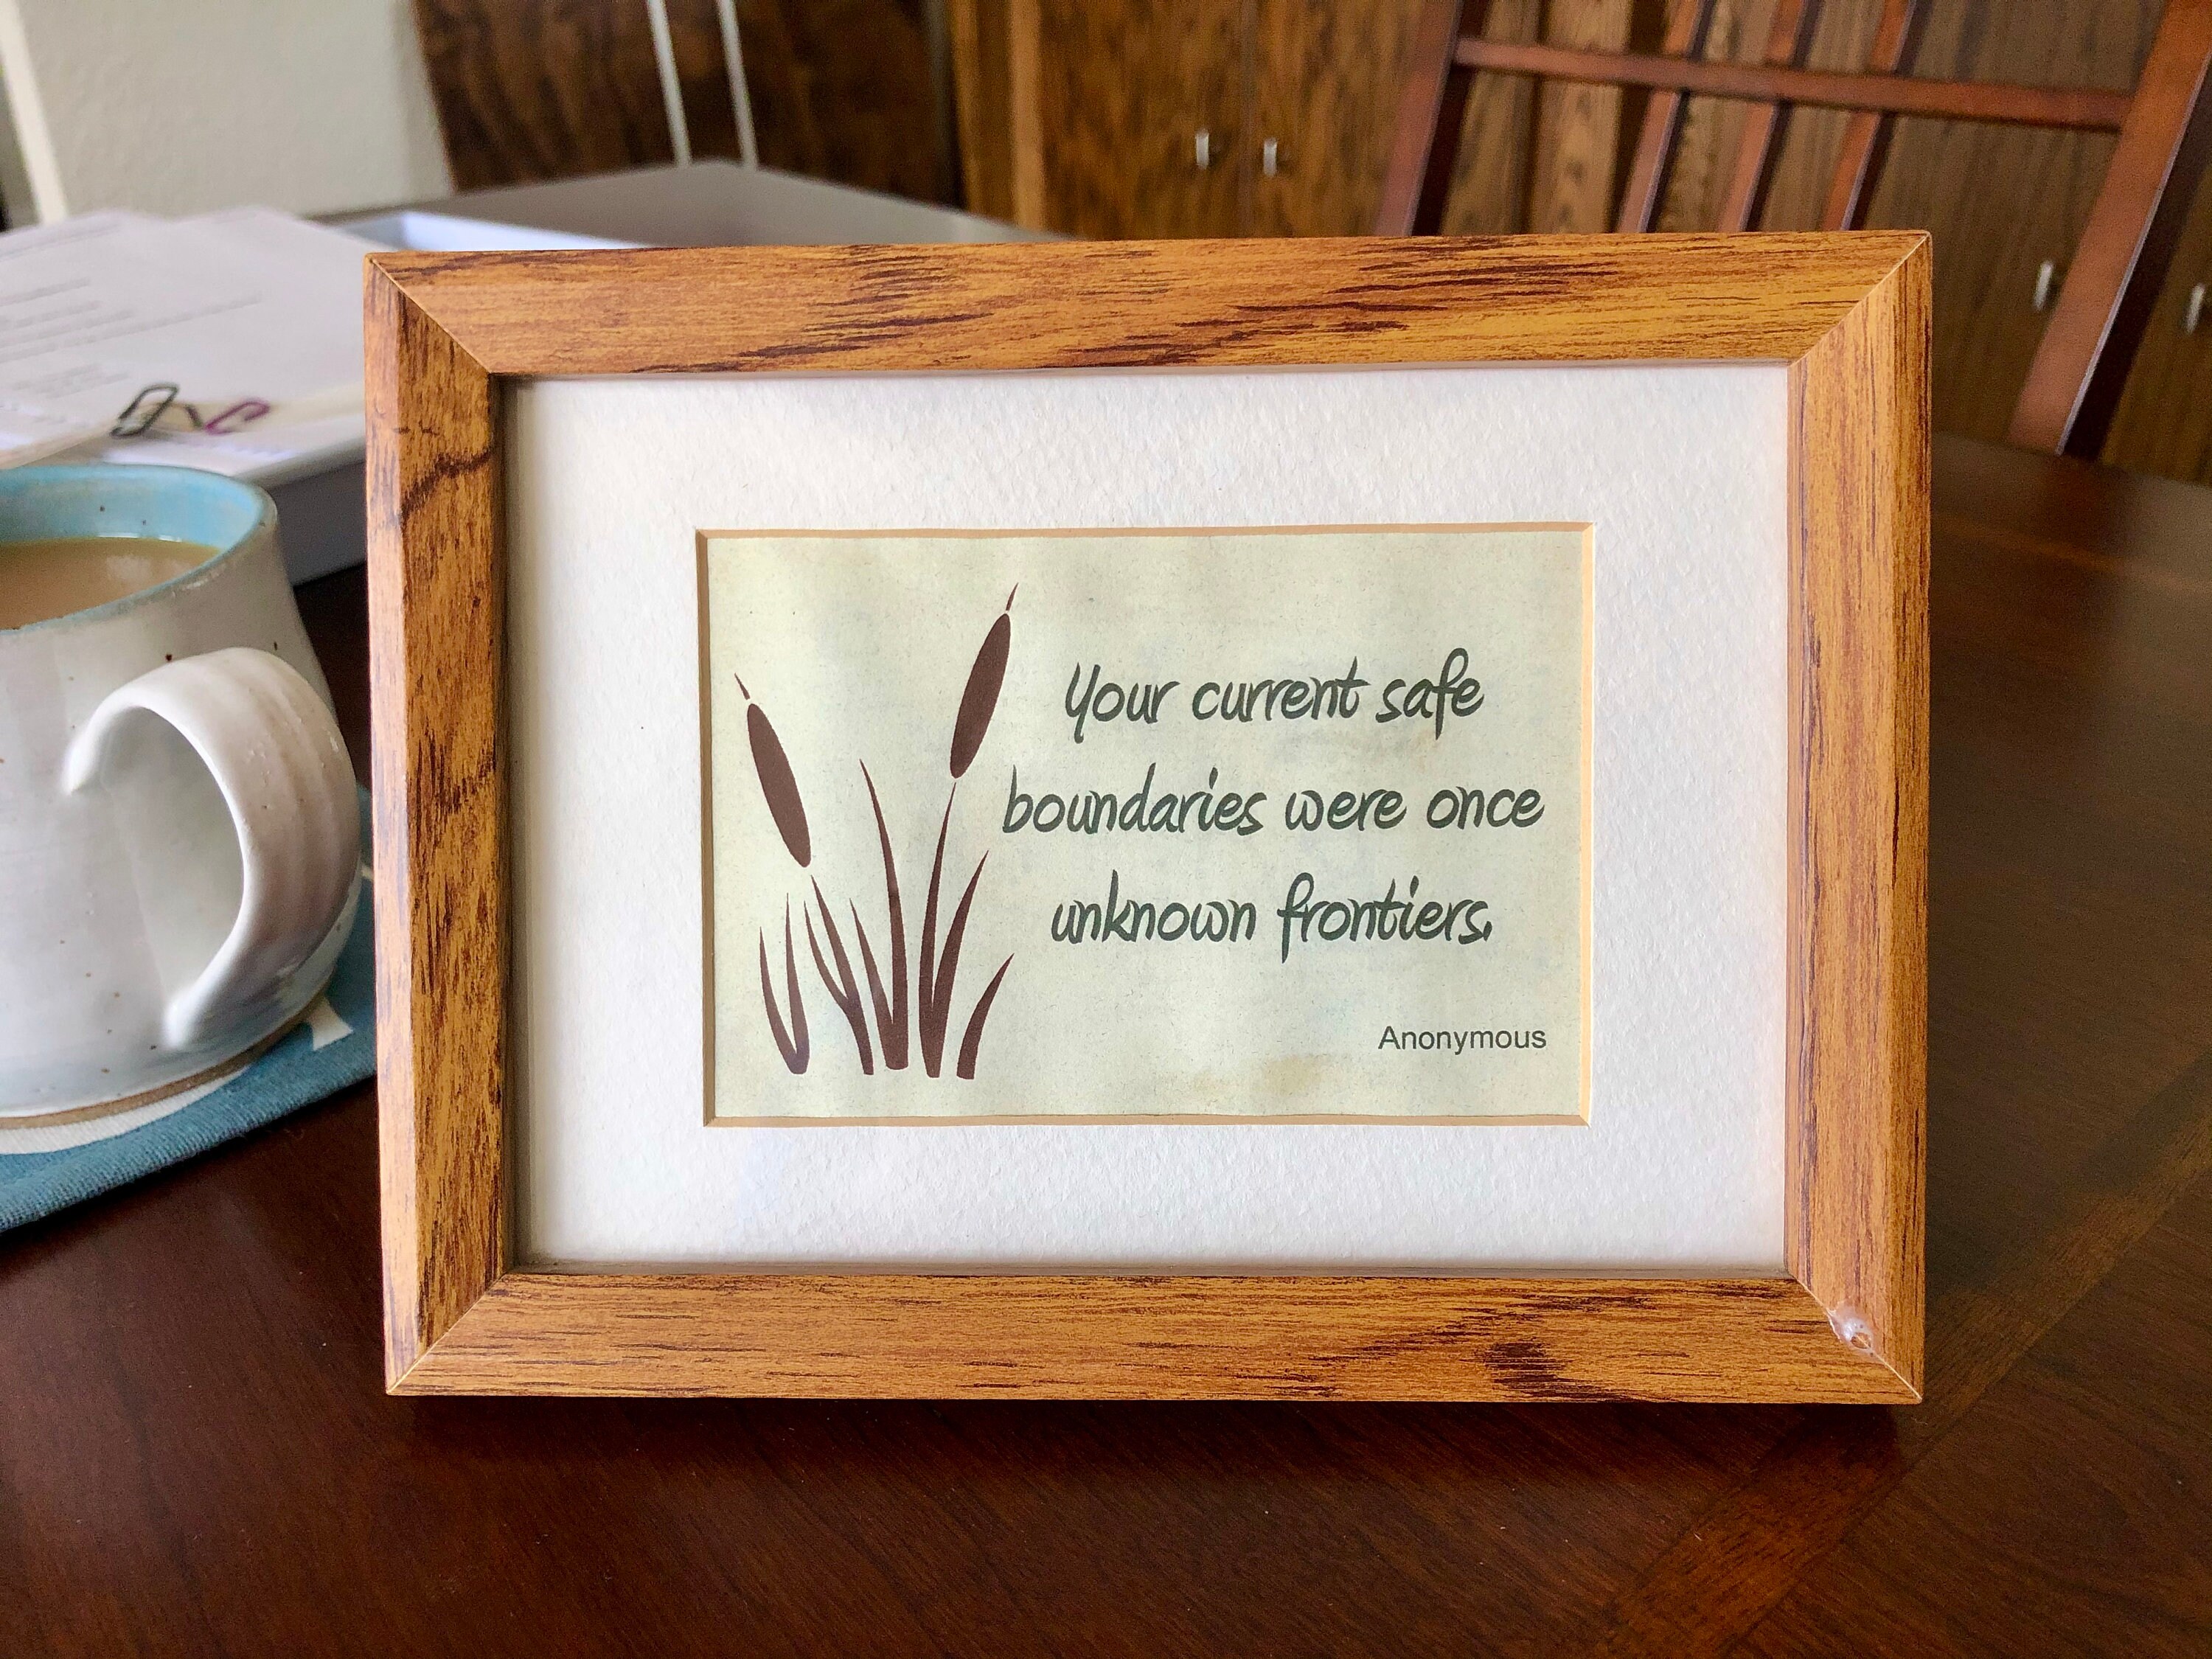 Your current safe
boundaries were once
unknown frontiers.
Anonymous